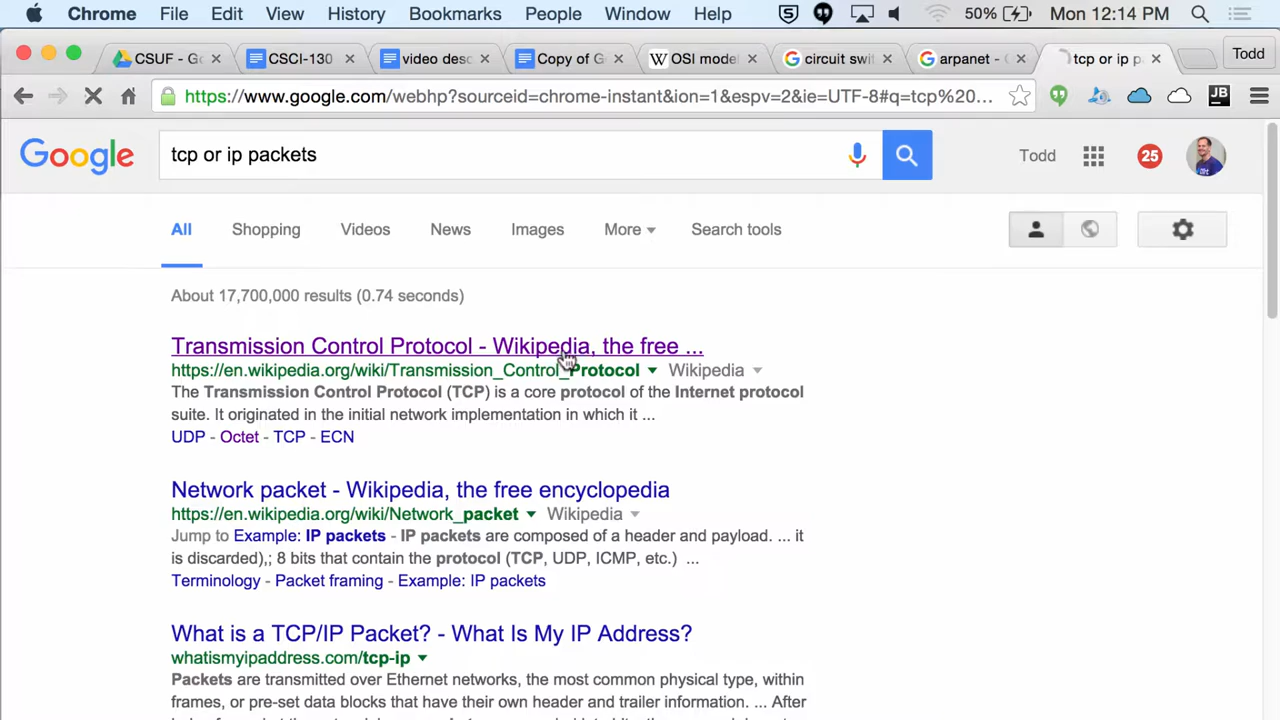 Chrome File Edit View History Bookmarks People Window Help 50% Mon 12:14 PM
CSUF - G CSCI-130 video desc Copy of G OSI model circuit swit arpanet - tcp or ip p Todd
https://www.google.com/webhp?sourceid=chrome-instant&ion=1&espv=2&ie=UTF-8#q=tcp%20... JB
Google tcp or ip packets Todd 25
All Shopping Videos News Images More Search tools
About 17,700,000 results (0.74 seconds)
Transmission Control Protocol - Wikipedia, the free ...
https://en.wikipedia.org/wiki/Transmission_Control_Protocol Wikipedia
The Transmission Control Protocol (TCP) is a core protocol of the Internet protocol
suite. It originated in the initial network implementation in which it ...
UDP - Octet - TCP - ECN
Network packet - Wikipedia, the free encyclopedia
https://en.wikipedia.org/wiki/Network_packet Wikipedia
Jump to Example: IP packets - IP packets are composed of a header and payload. ... it
is discarded),; 8 bits that contain the protocol (TCP, UDP, ICMP, etc.) ...
Terminology - Packet framing - Example: IP packets
What is a TCP/IP Packet? - What Is My IP Address?
whatismyipaddress.com/tcp-ip
Packets are transmitted over Ethernet networks, the most common physical type, within
frames, or pre-set data blocks that have their own header and trailer information. ... After